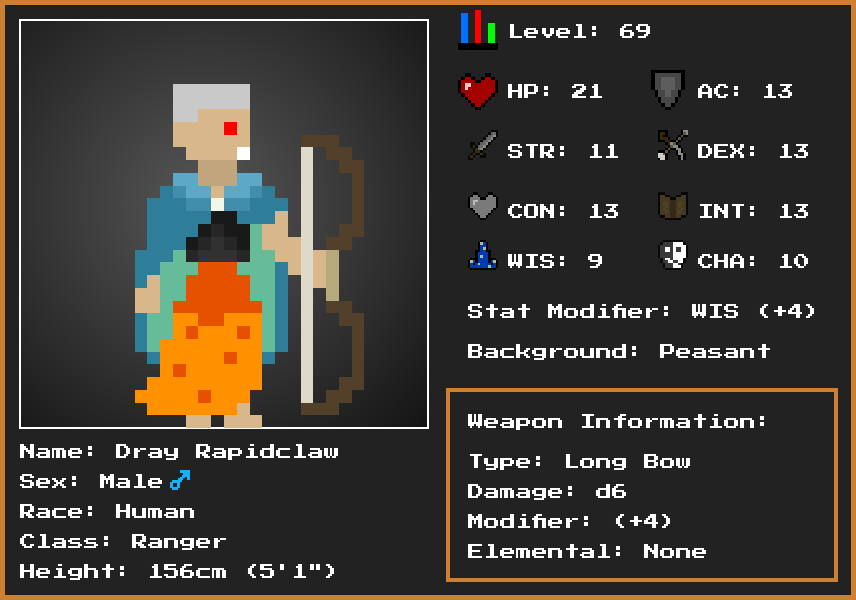 Level: 69
HP: 21 AC: 13
STR: 11 DEX: 13
CON: 13 INT: 13
WIS: 9 CHA: 10
Stat Modifier: WIS (+4)
Background: Peasant
Weapon Information:
Type: Long Bow
Damage: d6
Modifier: (+4)
Elemental: None
Name: Dray Rapidclaw
Sex: Male♂
Race: Human
Class: Ranger
Height: 156cm (5'1")